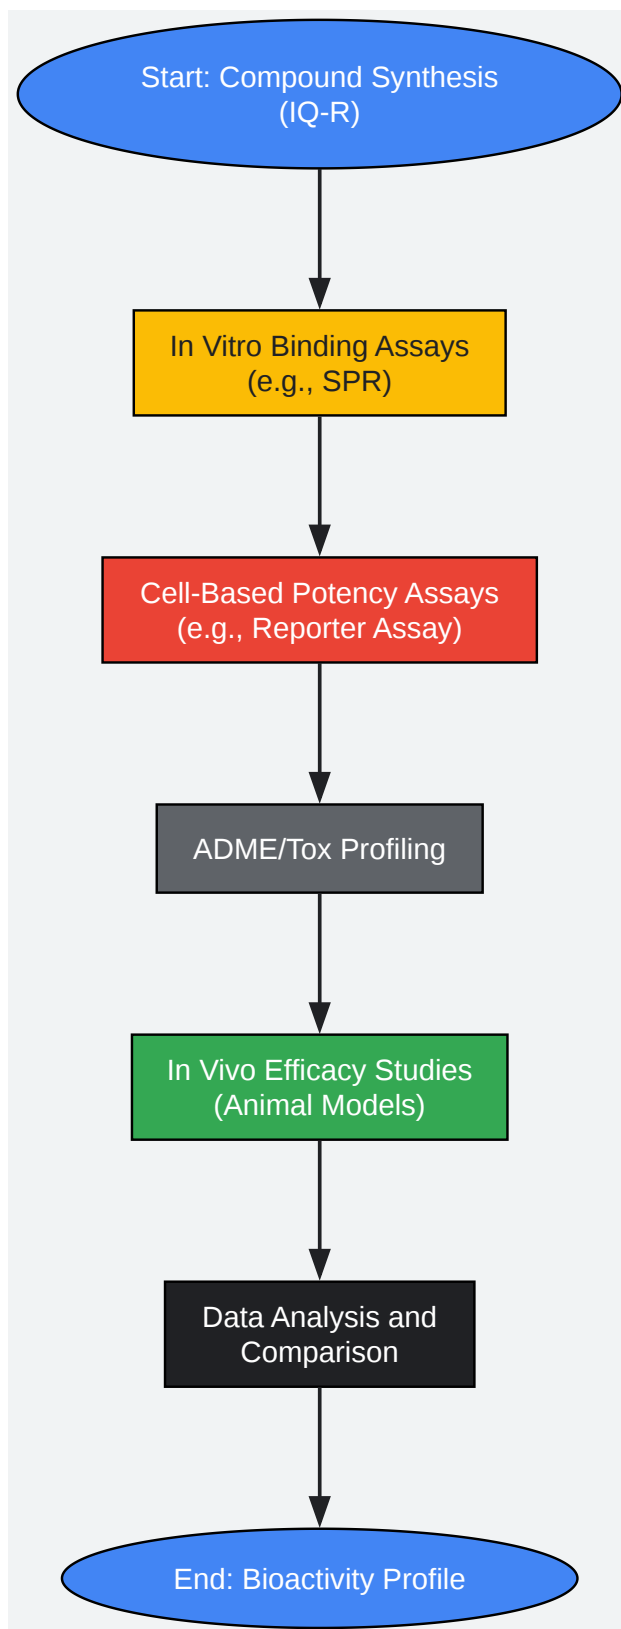 Start: Compound Synthesis
(IQ-R)
In Vitro Binding Assays
(e.g., SPR)
Cell-Based Potency Assays
(e.g., Reporter Assay)
ADME/Tox Profiling
In Vivo Efficacy Studies
(Animal Models)
Data Analysis and
Comparison
End: Bioactivity Profile